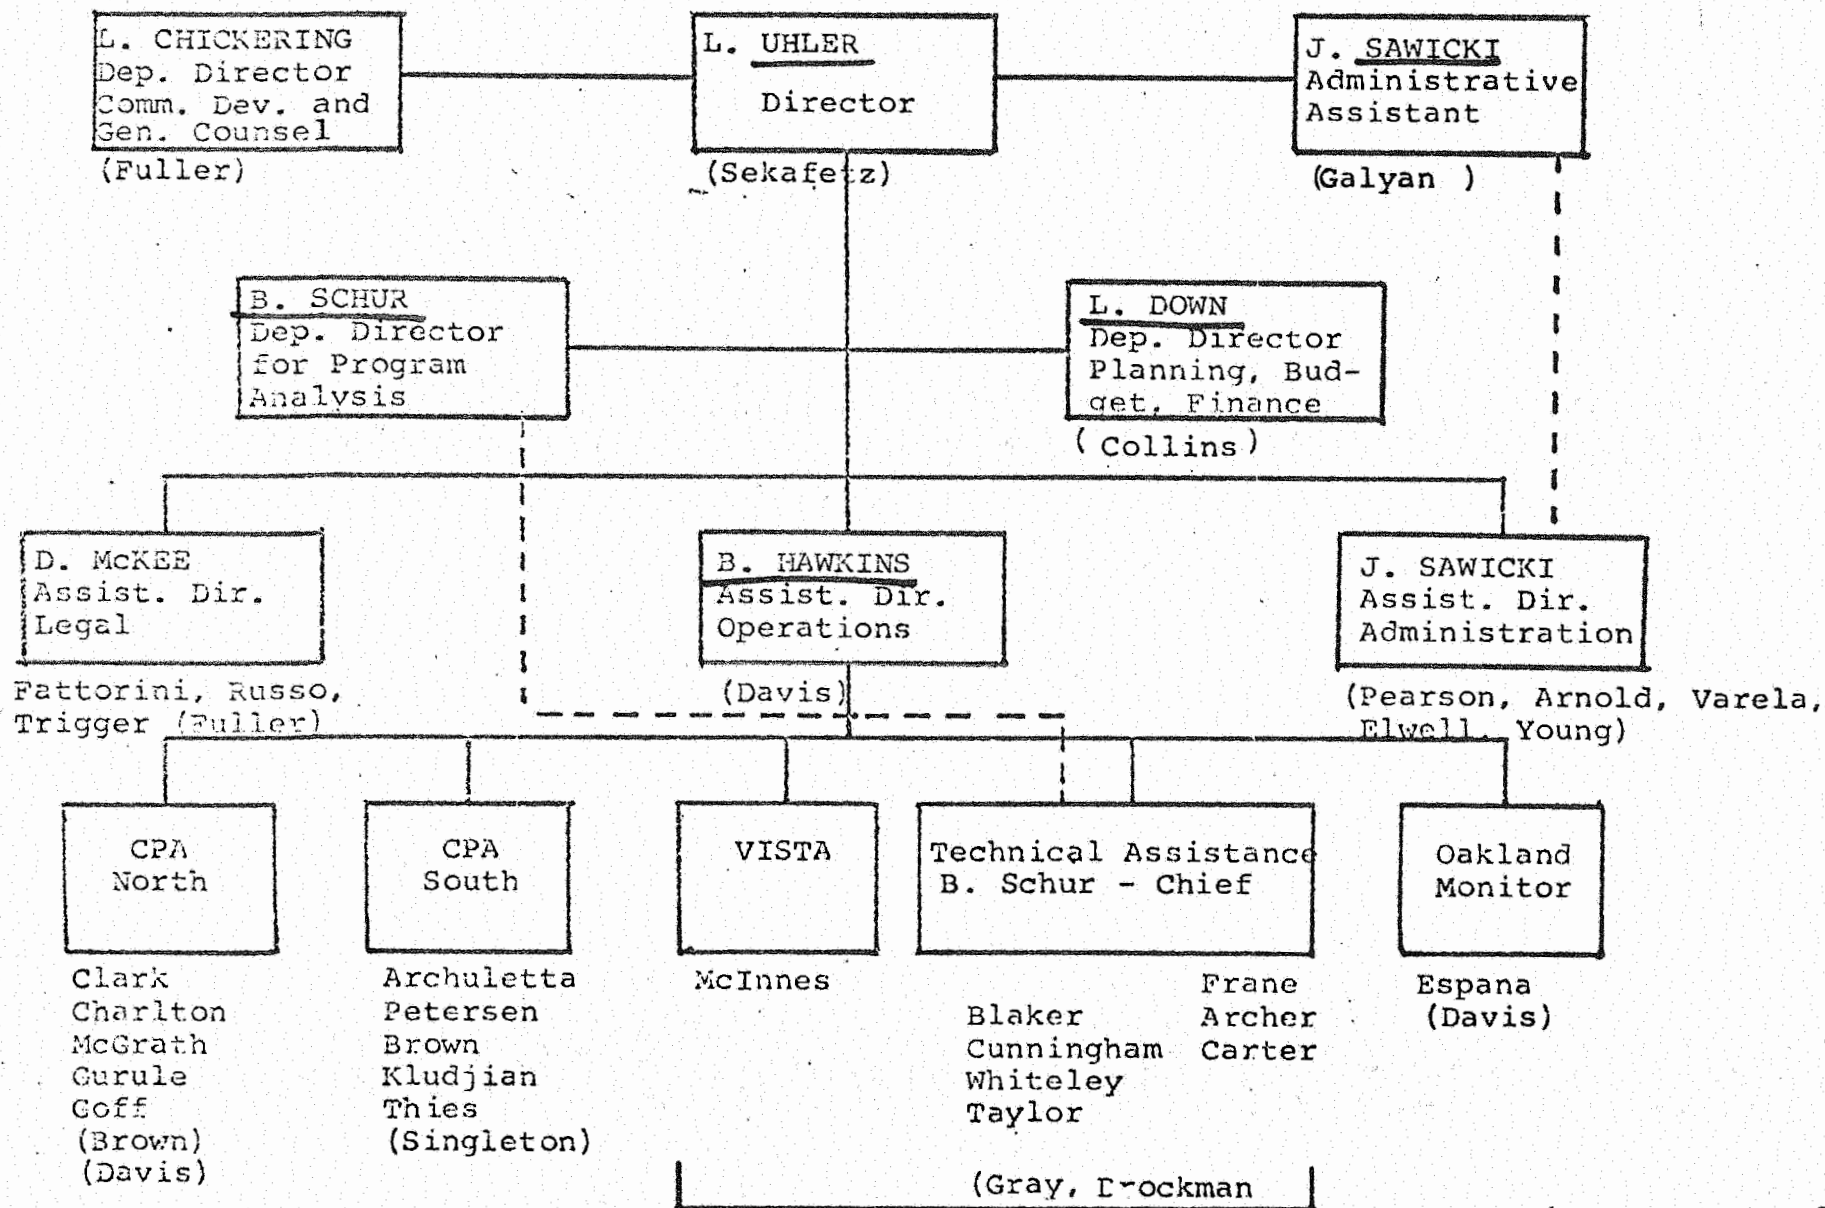 L. CHICKERING
Dep. Director
Comm. Dev. and
Gen. Counsel
(Fuller)
L. UHLER
Director
(Sekafetz)
J. SAWICKI
Administrative
Assistant
(Galyan )
B. SCHUR
Dep. Director
for Program
Analysis
L. DOWN
Dep. Director
Planning, Bud-
get, Finance
( Collins )
D. McKEE
Assist. Dir.
Legal
Fattorini, Russo,
Trigger (Fuller)
B. HAWKINS
Assist. Dir.
Operations
(Davis)
J. SAWICKI
Assist. Dir.
Administration
(Pearson, Arnold, Varela,
Elwell, Young)
CPA
North
Clark
Charlton
McGrath
Gurule
Goff
(Brown)
(Davis)
CPA
South
Archuletta
Petersen
Brown
Kludjian
Thies
(Singleton)
VISTA
McInnes
Technical Assistance
B. Schur - Chief
Blaker
Cunningham
Whiteley
Taylor
Frane
Archer
Carter
(Gray,
Oakland
Monitor
Espana
(Davis)